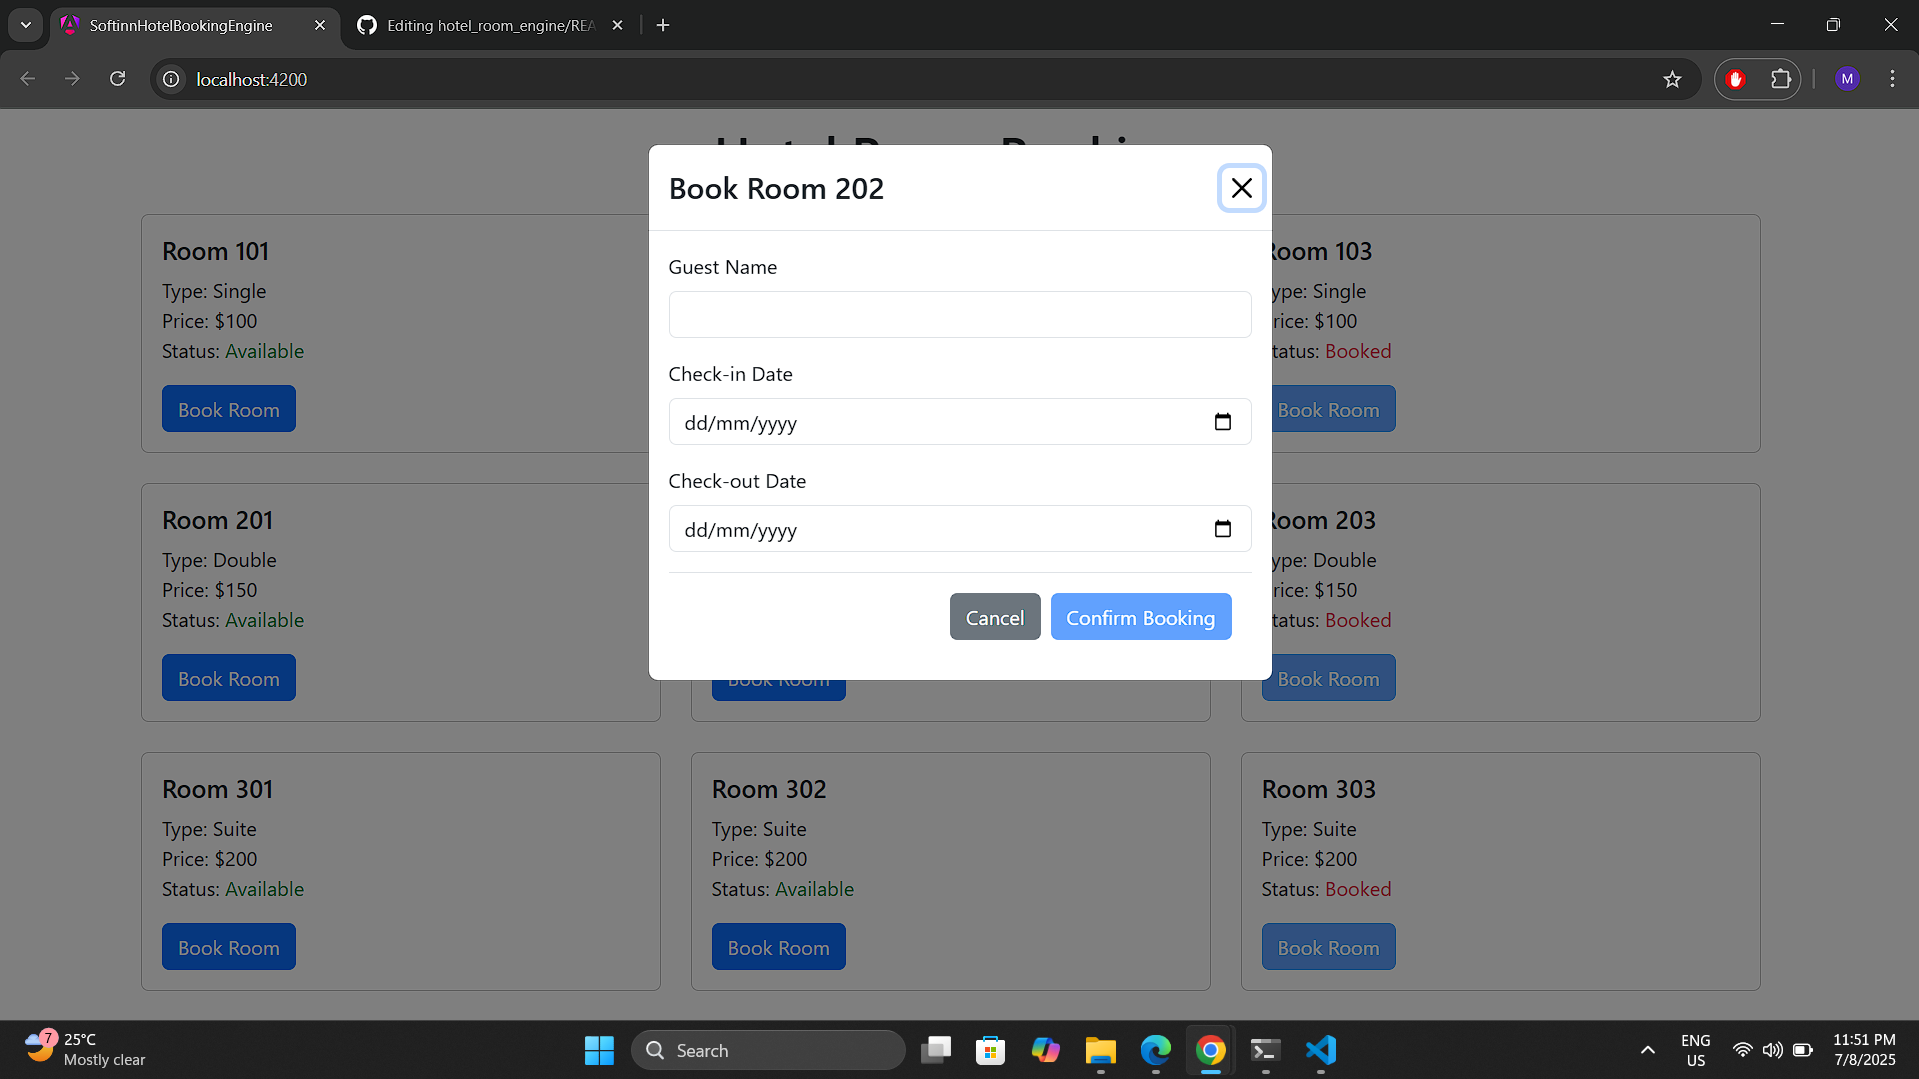 SoftinnHotelBookingEngine
Editing hotel_room_engine/REA
localhost:4200
M
Book Room 202
Guest Name
Check-in Date
dd/mm/yyyy
Check-out Date
dd/mm/yyyy
Cancel Confirm Booking
Room 101
Type: Single
Price: $100
Status: Available
Book Room
Room 103
ype: Single
rice: $100
tatus: Booked
Book Room
Room 201
Type: Double
Price: $150
Status: Available
Book Room
Book Room
Room 203
ype: Double
rice: $150
tatus: Booked
Book Room
Room 301
Type: Suite
Price: $200
Status: Available
Book Room
Room 302
Type: Suite
Price: $200
Status: Available
Book Room
Room 303
Type: Suite
Price: $200
Status: Booked
Book Room
7
25°C
Mostly clear
Search
ENG
US
11:51 PM
7/8/2025